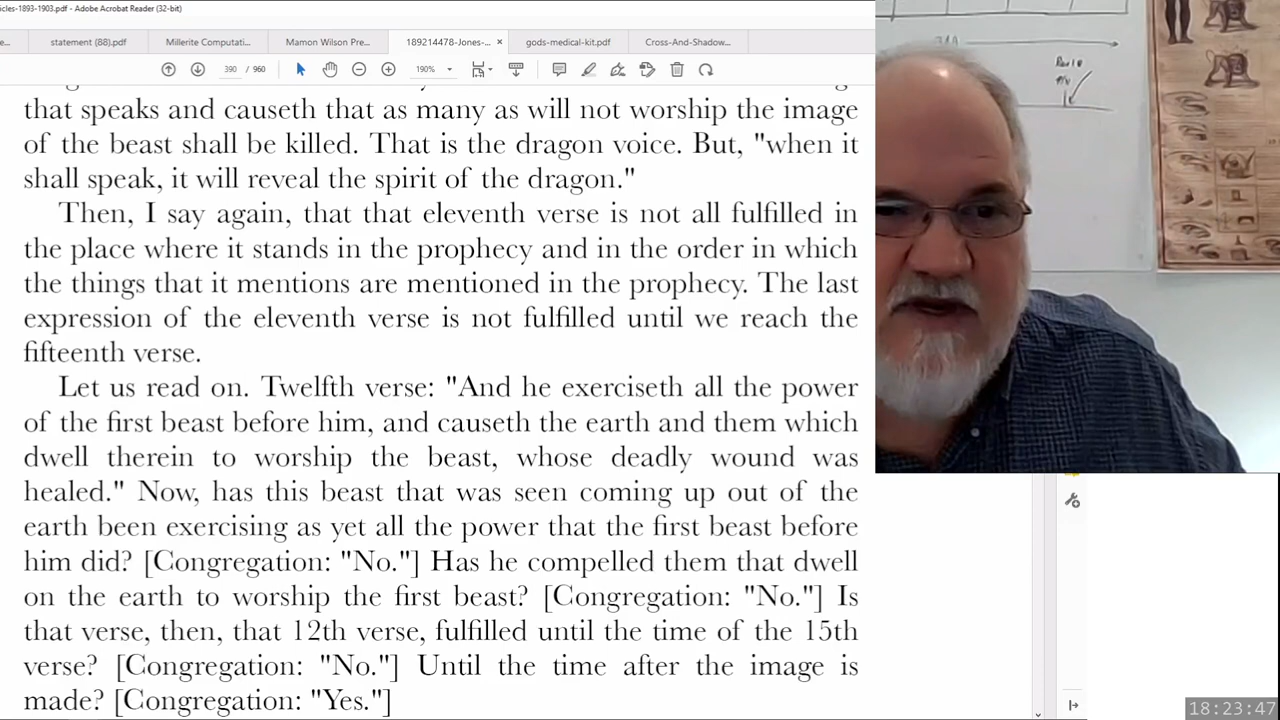 icles-1893-1903.pdf - Adobe Acrobat Reader (32-bit)
e... statement (88).pdf Millerite Computati... Mamon Wilson Pre... 189214478-Jones-... × gods-medical-kit.pdf Cross-And-Shadow...
390 / 960 190%
that speaks and causeth that as many as will not worship the image
of the beast shall be killed. That is the dragon voice. But, "when it
shall speak, it will reveal the spirit of the dragon."
Then, I say again, that that eleventh verse is not all fulfilled in
the place where it stands in the prophecy and in the order in which
the things that it mentions are mentioned in the prophecy. The last
expression of the eleventh verse is not fulfilled until we reach the
fifteenth verse.
Let us read on. Twelfth verse: "And he exerciseth all the power
of the first beast before him, and causeth the earth and them which
dwell therein to worship the beast, whose deadly wound was
healed." Now, has this beast that was seen coming up out of the
earth been exercising as yet all the power that the first beast before
him did? [Congregation: "No."] Has he compelled them that dwell
on the earth to worship the first beast? [Congregation: "No."] Is
that verse, then, that 12th verse, fulfilled until the time of the 15th
verse? [Congregation: "No."] Until the time after the image is
made? [Congregation: "Yes."]
18:23:47